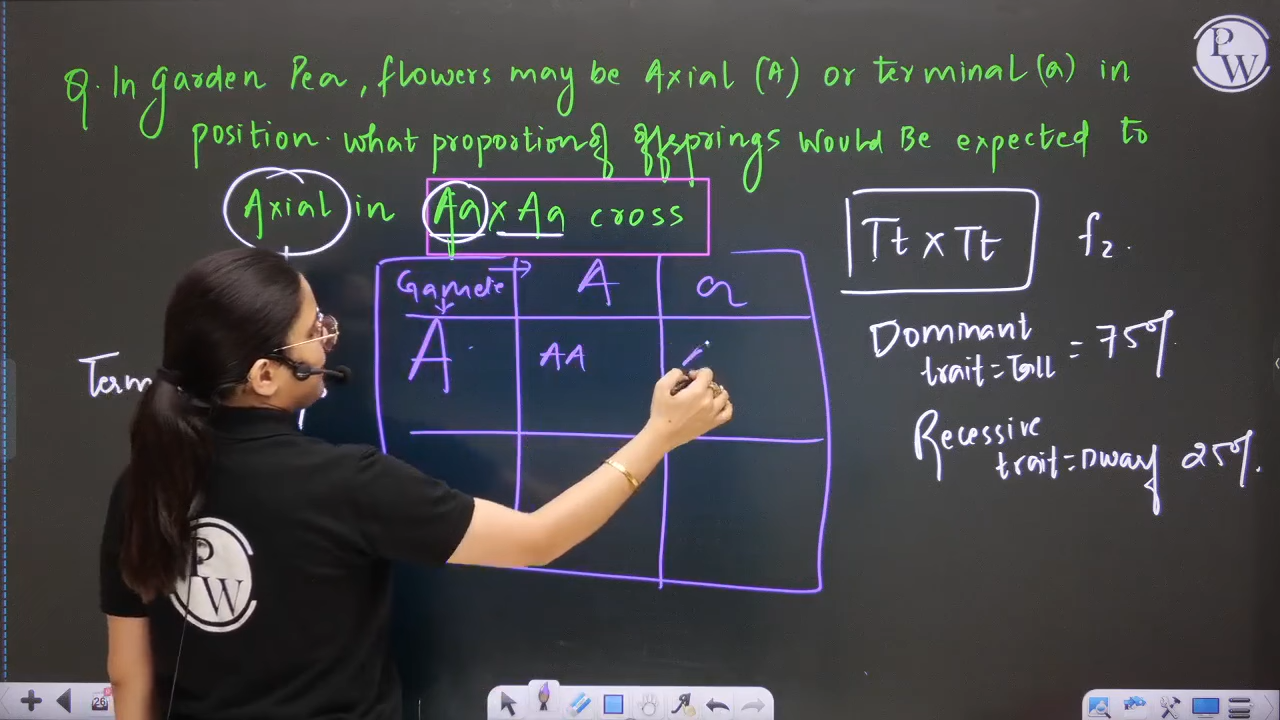 Q. In garden Pea, flowers may be Axial (A) or terminal (a) in
position. what proportion of offsprings would Be expected to
Axial in Aa x Aa cross
PW
Tt x Tt f2.
Gamete → A a
A AA
Dominant
trait = Tall = 75%
Recessive
trait = Dwarf 25%.
Term
PW
26